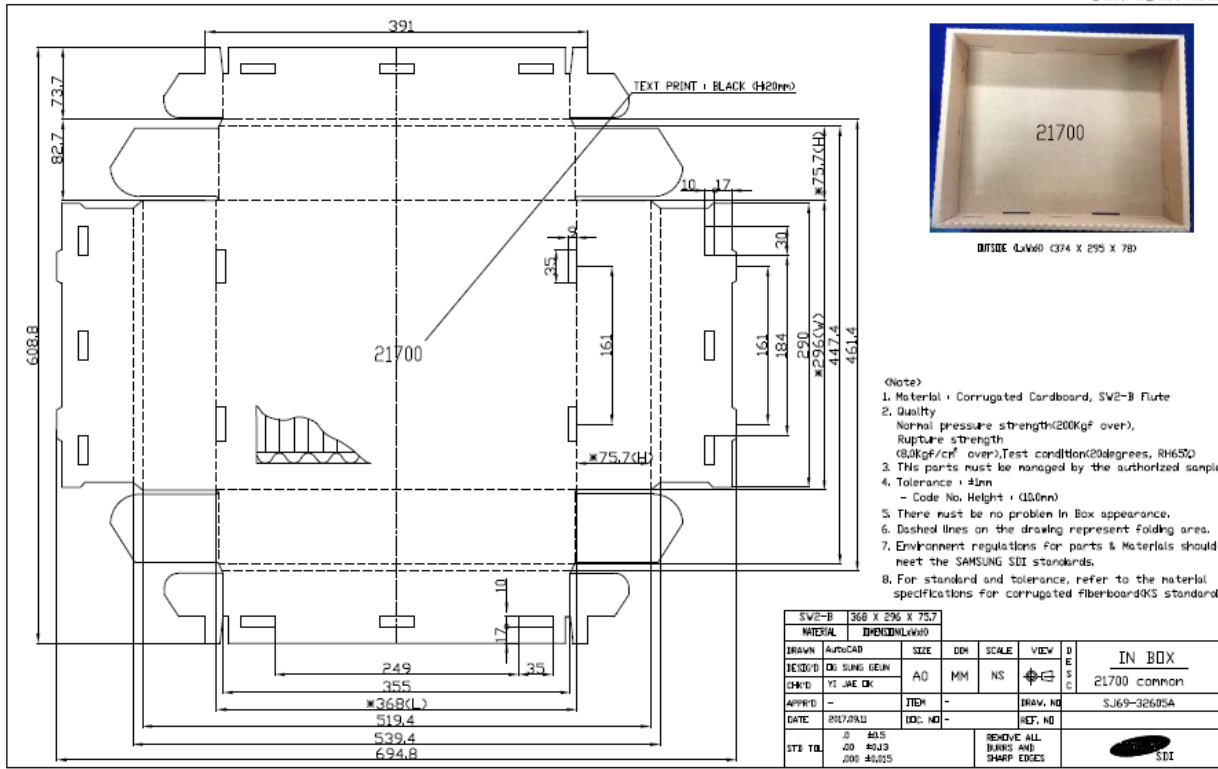 391
TEXT PRINT : BLACK (H:20mm)
73.7
82.7
*75.7(H)
10
17
9
35
30
608.8
21700
161
161
184
290
*296(W)
447.4
461.4
*75.7(H)
10
17
249
35
355
*368(L)
519.4
539.4
694.8
21700
OUTSIDE (LxWxH) (374 X 295 X 78)
<Note>
1. Material : Corrugated Cardboard, SW2-B Flute
2. Quality
Normal pressure strength(200Kgf over),
Rupture strength
(8.0Kgf/cm² over),Test condition(20degrees, RH65%)
3. This parts must be managed by the authorized sample
4. Tolerance : ±1mm
- Code No. Height : (10.0mm)
5. There must be no problem in Box appearance.
6. Dashed lines on the drawing represent folding area.
7. Environment regulations for parts & Materials should
meet the SAMSUNG SDI standards.
8. For standard and tolerance, refer to the material
specifications for corrugated fiberboard(KS standard
SW2-B 368 X 296 X 75.7
MATERIAL DIMENSION(LxWxH)
DRAWN AutoCAD SIZE DIM SCALE VIEW DESC IN BOX
DESIG'D SUNG GEUN A0 MM NS 21700 common
CHK'D YI JAE
APPR'D - ITEM - DRAW. NO SJ69-32605A
DATE 2017.09.11 DOC. NO - REF. NO
STD TOL .0 ±0.5 REMOVE ALL
.00 ±0.13 BURRS AND
.000 ±0.015 SHARP EDGES
SDI